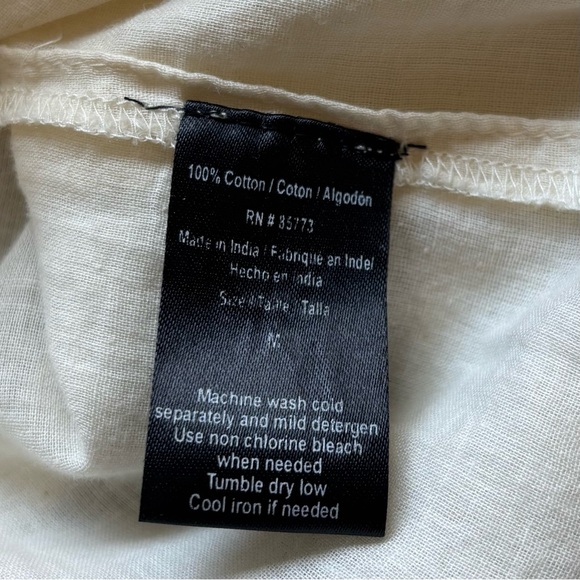 100% Cotton / Coton / Algodón
RN # 85773
Made in India / Fabriqué en Inde/
Hecho en India
Size / Taille / Talla
M
Machine wash cold
separately and mild detergen
Use non chlorine bleach
when needed
Tumble dry low
Cool iron if needed